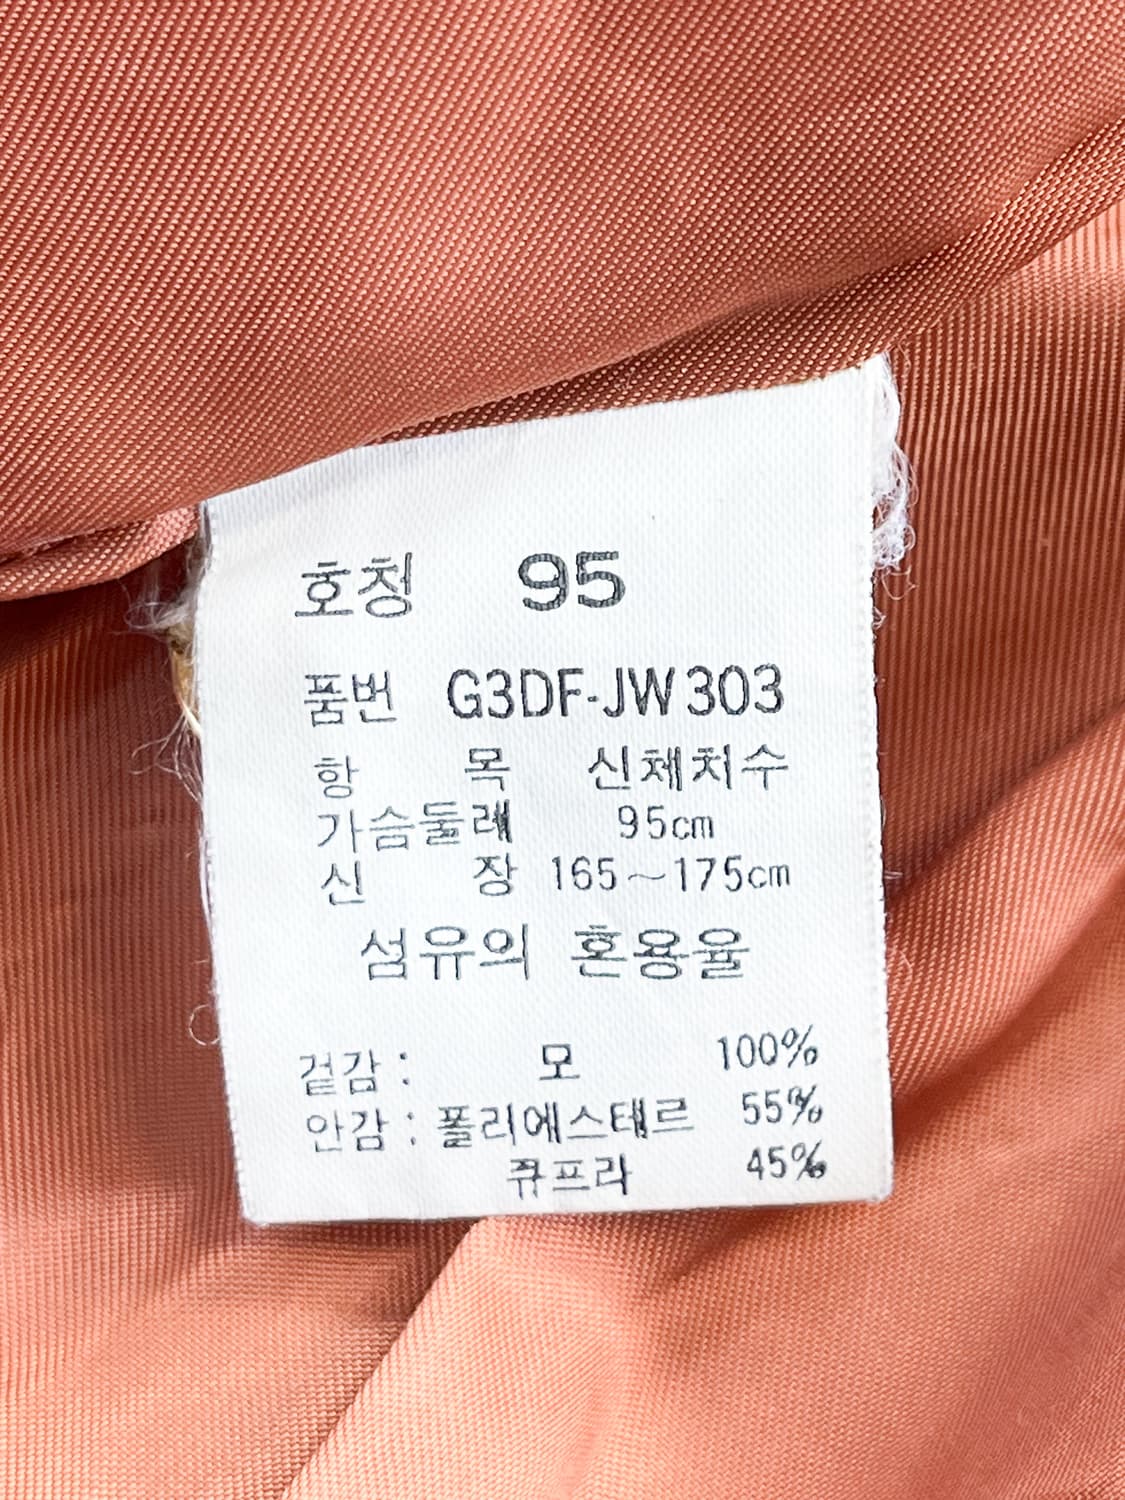 호칭 95
품번 G3DF-JW303
항 목 신체치수
가슴둘레 95cm
신 장 165~175cm
섬유의 혼용율
겉감 : 모 100%
안감 : 폴리에스테르 55%
큐프라 45%